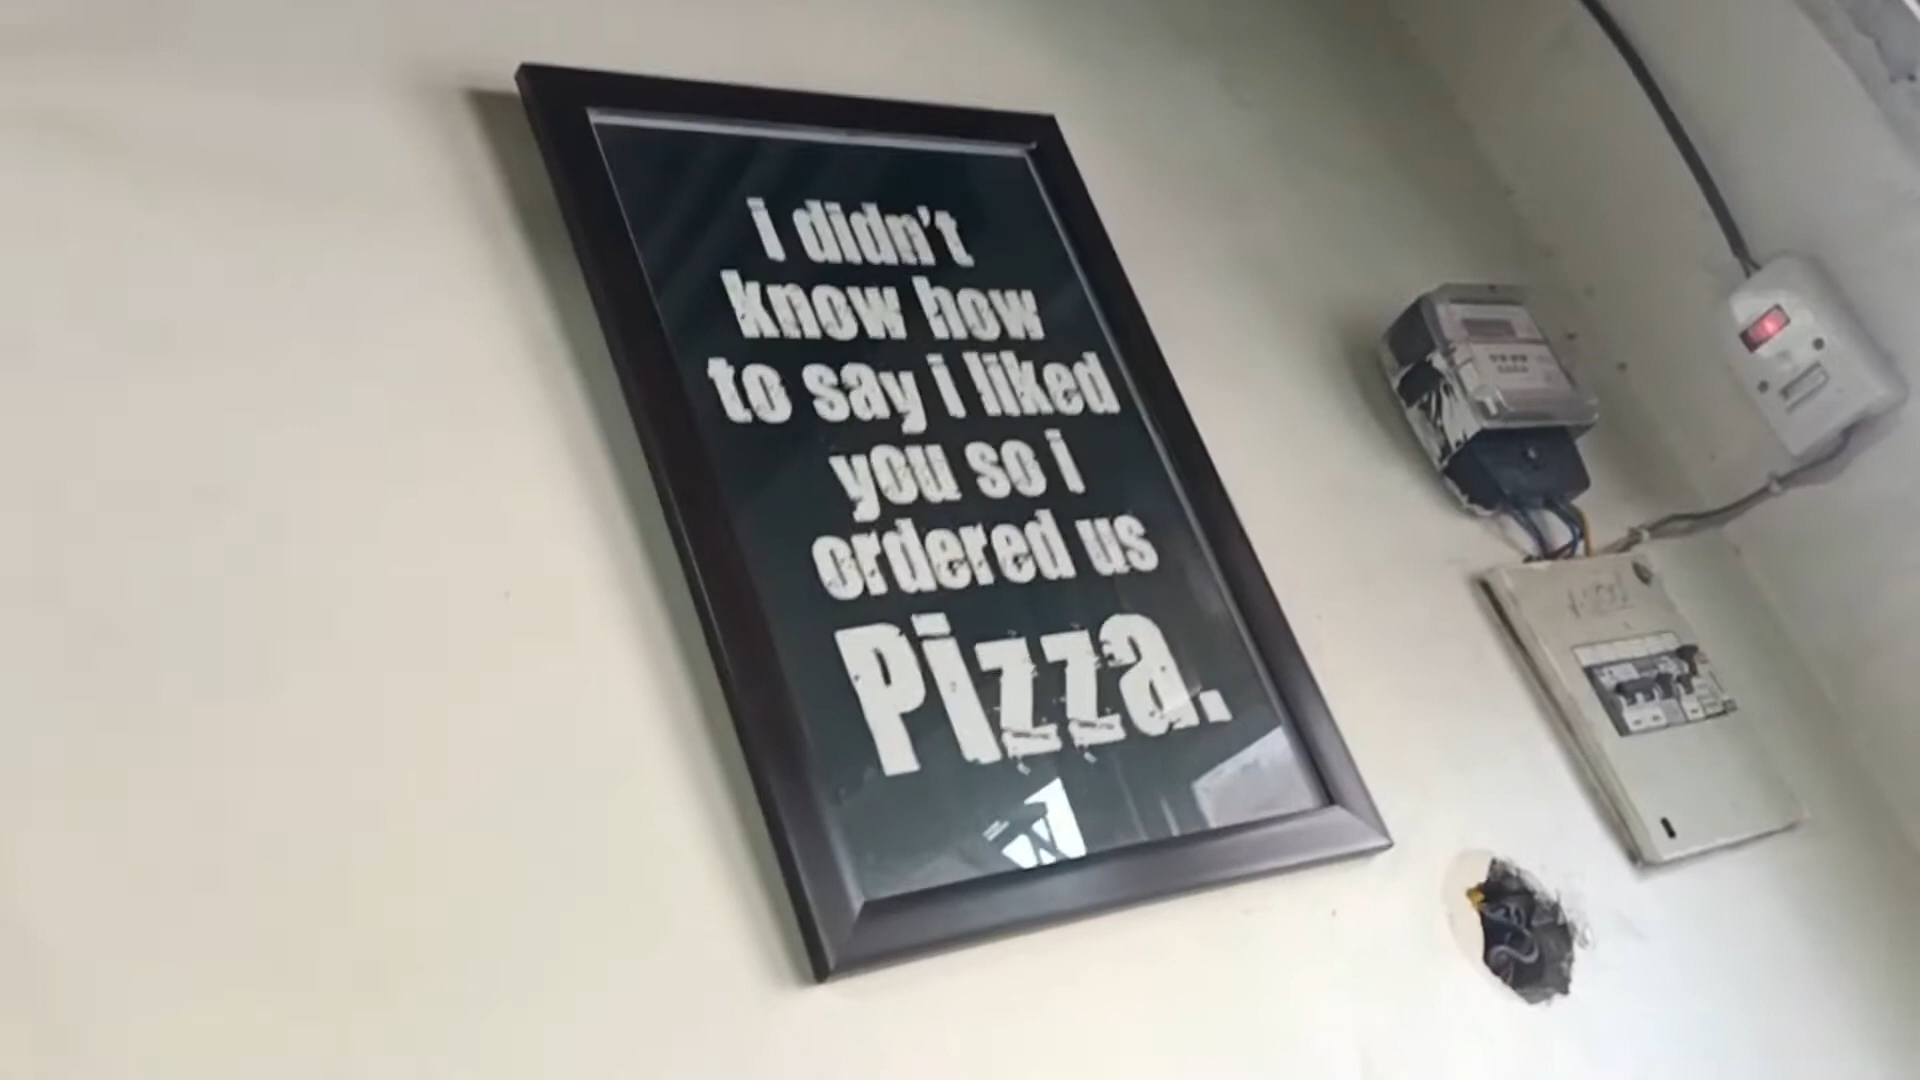 i didn't
know how
to say i liked
you so i
ordered us
Pizza.